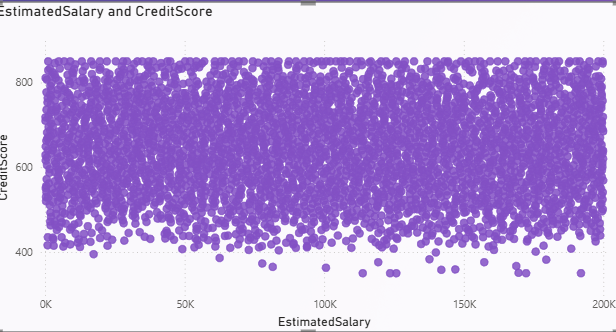 EstimatedSalary and CreditScore
800
600
400
CreditScore
0K
50K
100K
150K
200K
EstimatedSalary